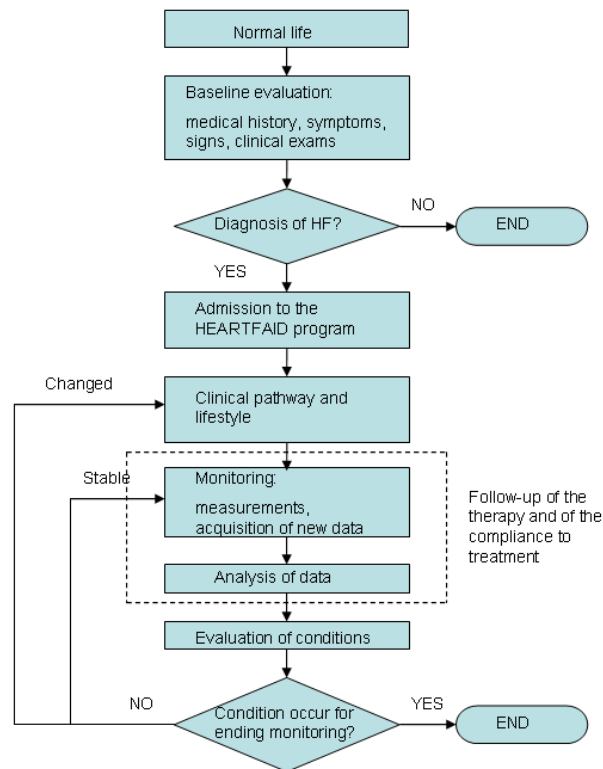 Normal life
Baseline evaluation:
medical history, symptoms,
signs, clinical exams
Diagnosis of HF?
NO
END
YES
Admission to the
HEARTFAID program
Changed
Clinical pathway and
lifestyle
Stable
Monitoring:
measurements,
acquisition of new data
Follow-up of the
therapy and of the
compliance to
treatment
Analysis of data
Evaluation of conditions
NO
Condition occur for
ending monitoring?
YES
END